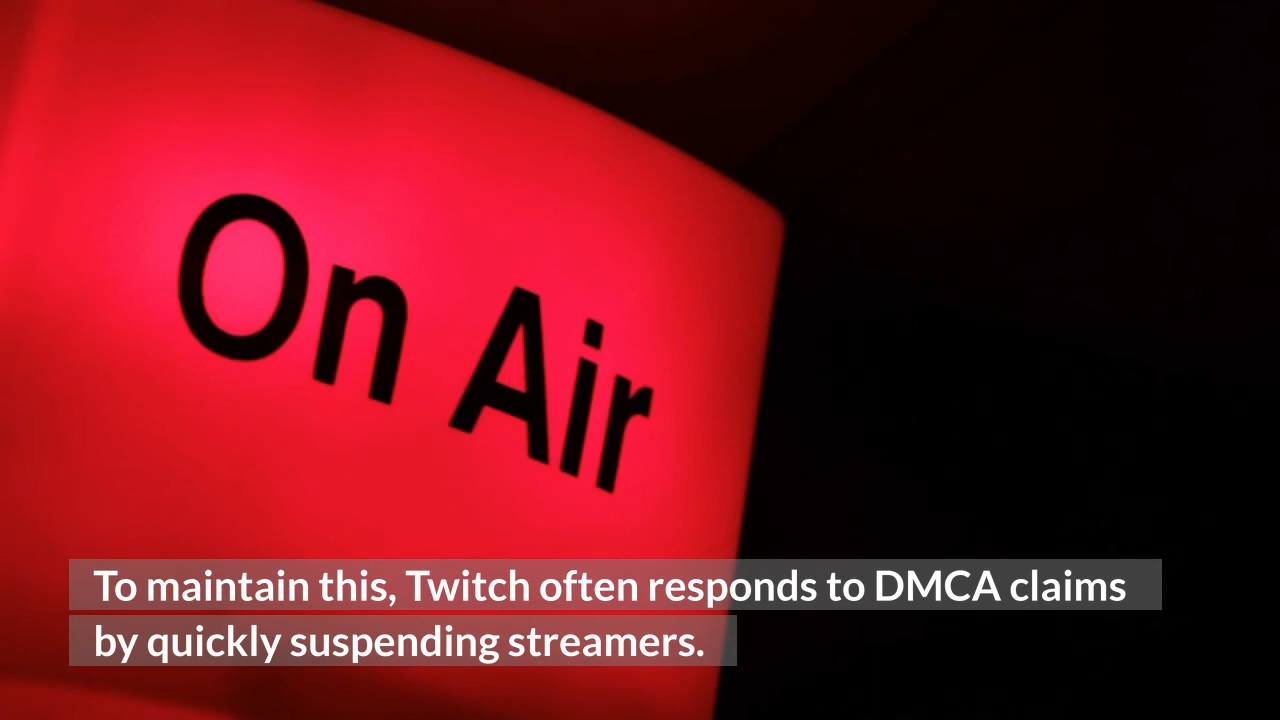 On Air
To maintain this, Twitch often responds to DMCA claims
by quickly suspending streamers.